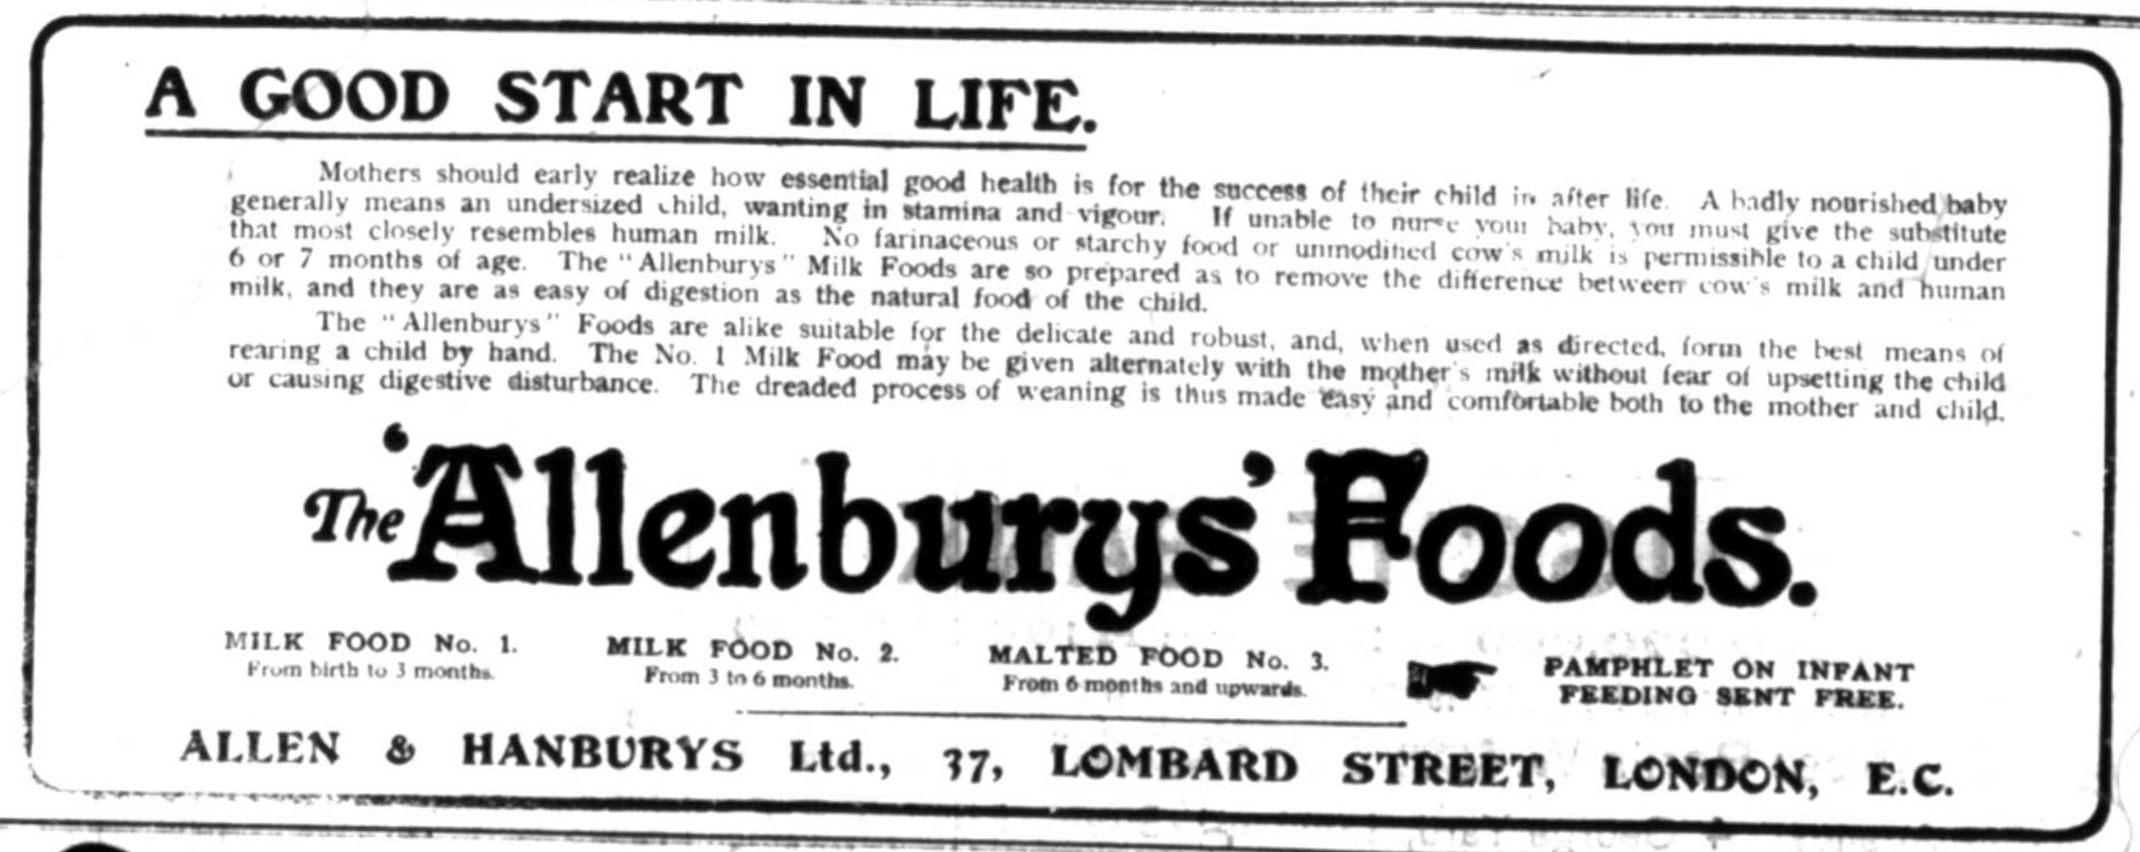 A GOOD START IN LIFE.
Mothers should early realize how essential good health is for the success of their child in after life. A badly nourished baby
generally means an undersized child, wanting in stamina and vigour. If unable to nurse your baby, you must give the substitute
that most closely resembles human milk. No farinaceous or starchy food or unmodified cow's milk is permissible to a child under
6 or 7 months of age. The "Allenburys" Milk Foods are so prepared as to remove the difference between cow's milk and human
milk, and they are as easy of digestion as the natural food of the child.
The "Allenburys" Foods are alike suitable for the delicate and robust, and, when used as directed, form the best means of
rearing a child by hand. The No. 1 Milk Food may be given alternately with the mother's milk without fear of upsetting the child
or causing digestive disturbance. The dreaded process of weaning is thus made easy and comfortable both to the mother and child.
The 'Allenburys' Foods.
MILK FOOD No. 1. MILK FOOD No. 2. MALTED FOOD No. 3. PAMPHLET ON INFANT
From birth to 3 months. From 3 to 6 months. From 6 months and upwards. FEEDING SENT FREE.
ALLEN & HANBURYS Ltd., 37, LOMBARD STREET, LONDON, E.C.